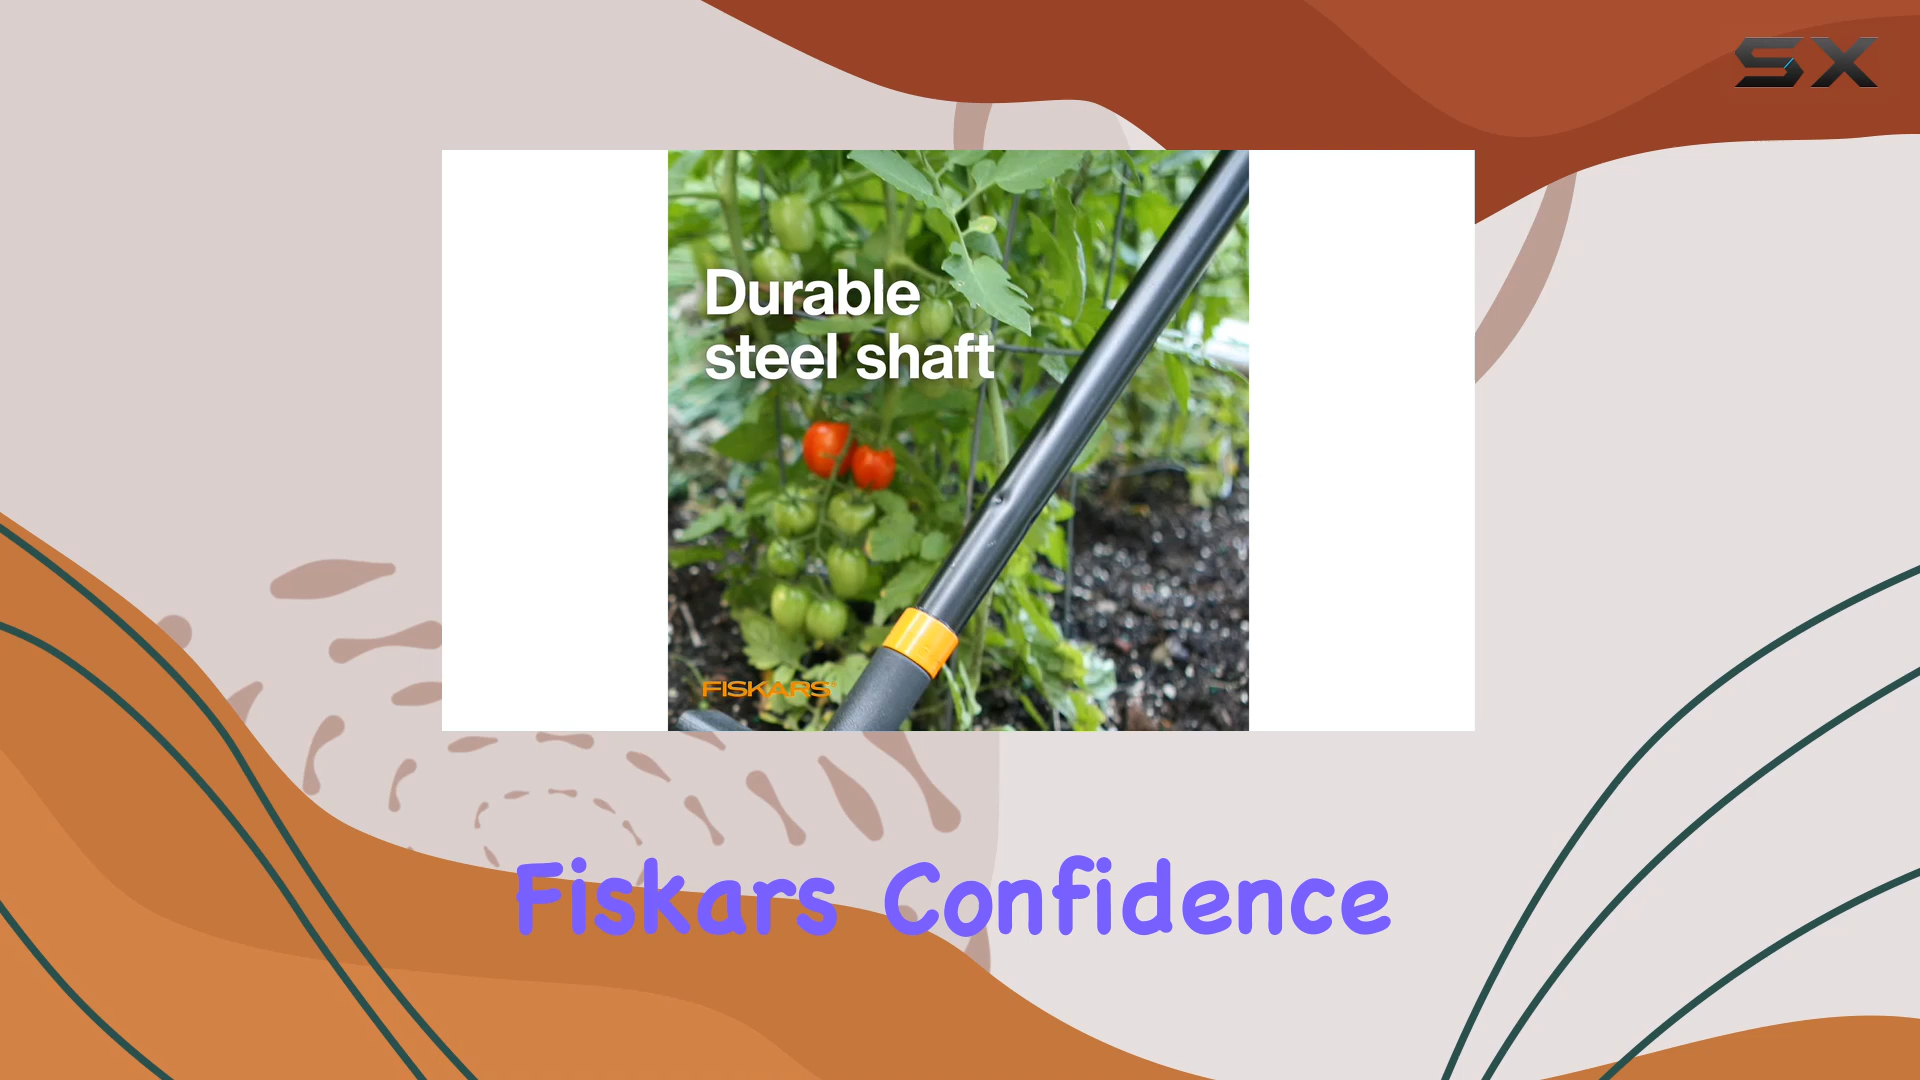 SX
Durable
steel shaft
FISKARS
Fiskars Confidence